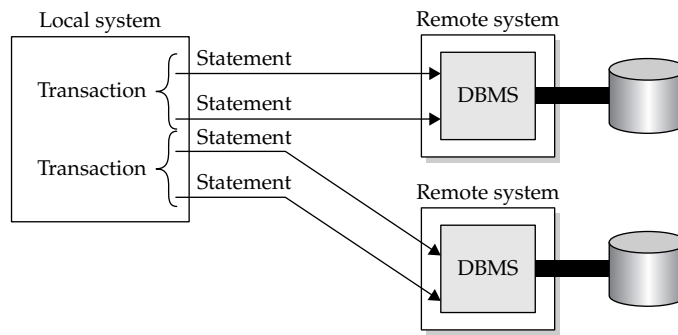 Local system
Remote system
Statement
Transaction
DBMS
Statement
Statement
Transaction
Statement
Remote system
DBMS